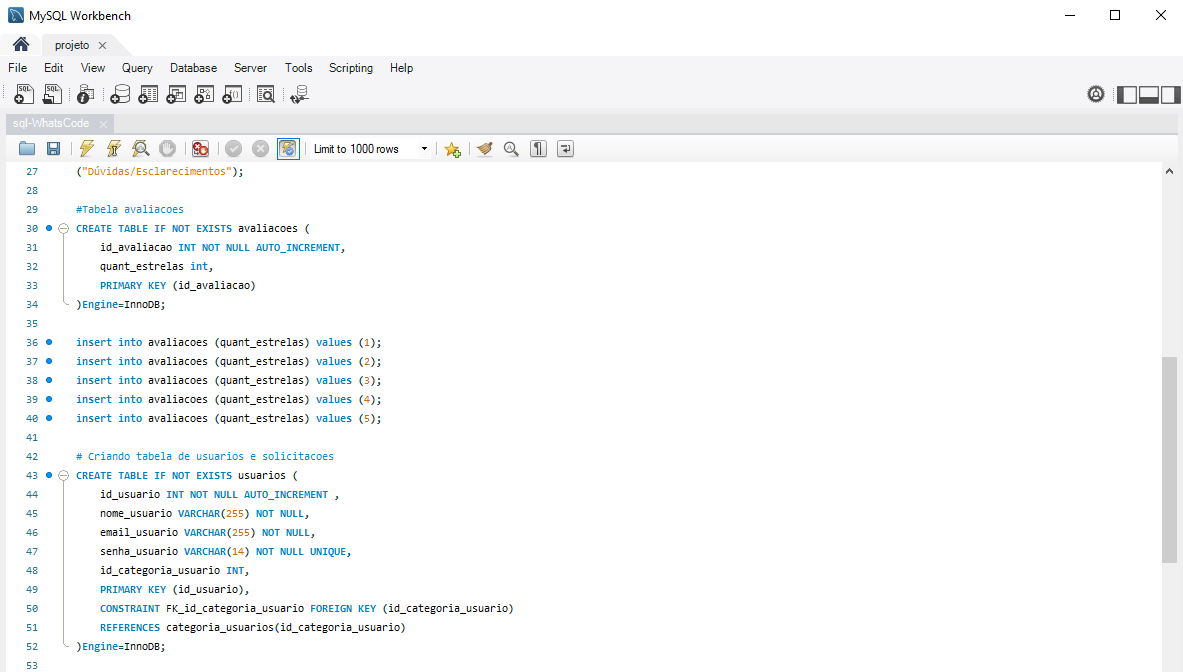 MySQL Workbench
projeto
File Edit View Query Database Server Tools Scripting Help
sql-WhatsCode
Limit to 1000 rows
27 ("Dúvidas/Esclarecimentos");
28
29 #Tabela avaliacoes
30 CREATE TABLE IF NOT EXISTS avaliacoes (
31 id_avaliacao INT NOT NULL AUTO_INCREMENT,
32 quant_estrelas int,
33 PRIMARY KEY (id_avaliacao)
34 )Engine=InnoDB;
35
36 insert into avaliacoes (quant_estrelas) values (1);
37 insert into avaliacoes (quant_estrelas) values (2);
38 insert into avaliacoes (quant_estrelas) values (3);
39 insert into avaliacoes (quant_estrelas) values (4);
40 insert into avaliacoes (quant_estrelas) values (5);
41
42 # Criando tabela de usuarios e solicitacoes
43 CREATE TABLE IF NOT EXISTS usuarios (
44 id_usuario INT NOT NULL AUTO_INCREMENT ,
45 nome_usuario VARCHAR(255) NOT NULL,
46 email_usuario VARCHAR(255) NOT NULL,
47 senha_usuario VARCHAR(14) NOT NULL UNIQUE,
48 id_categoria_usuario INT,
49 PRIMARY KEY (id_usuario),
50 CONSTRAINT FK_id_categoria_usuario FOREIGN KEY (id_categoria_usuario)
51 REFERENCES categoria_usuarios(id_categoria_usuario)
52 )Engine=InnoDB;
53